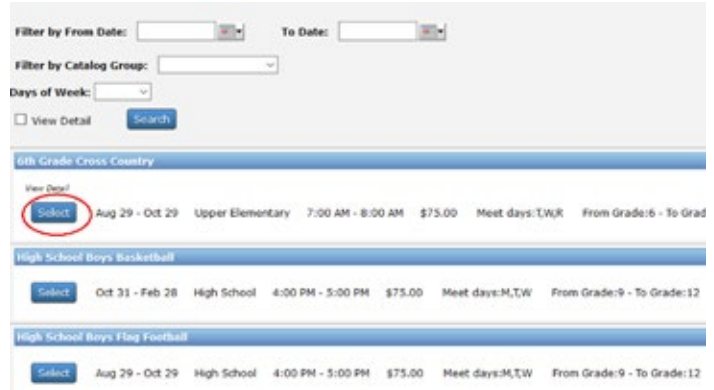 Filter by From Date: To Date:
Filter by Catalog Group:
Days of Week:
View Detail Search
6th Grade Cross Country
View Detail
Select Aug 29 - Oct 29 Upper Elementary 7:00 AM - 8:00 AM $75.00 Meet days:T,W,R From Grade:6 - To Grad
High School Boys Basketball
Select Oct 31 - Feb 28 High School 4:00 PM - 5:00 PM $75.00 Meet days:M,T,W From Grade:9 - To Grade:12
High School Boys Flag Football
Select Aug 29 - Oct 29 High School 4:00 PM - 5:00 PM $75.00 Meet days:M,T,W From Grade:9 - To Grade:12